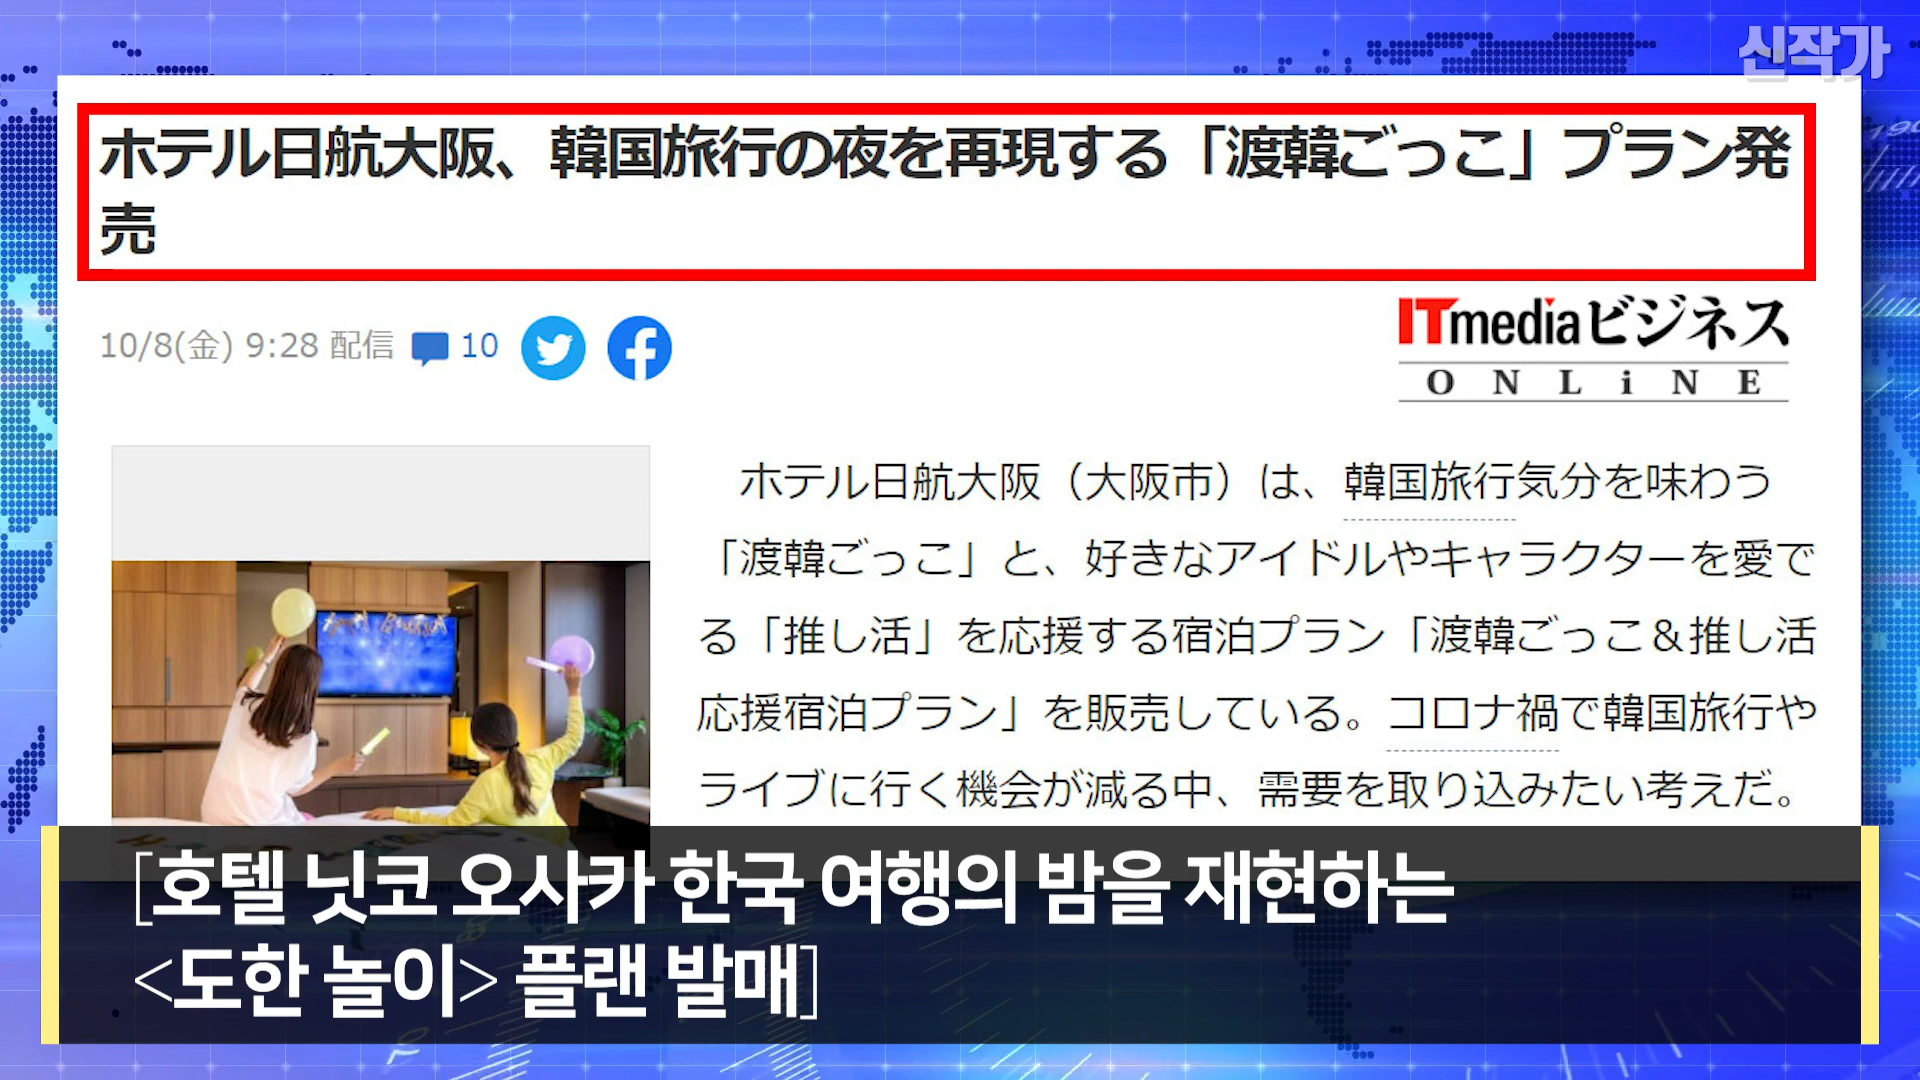 신작가
ホテル日航大阪、韓国旅行の夜を再現する「渡韓ごっこ」プラン発
売
10/8(金) 9:28 配信 10
ITmediaビジネス
ONLiNE
ホテル日航大阪（大阪市）は、韓国旅行気分を味わう
「渡韓ごっこ」と、好きなアイドルやキャラクターを愛で
る「推し活」を応援する宿泊プラン「渡韓ごっこ＆推し活
応援宿泊プラン」を販売している。コロナ禍で韓国旅行や
ライブに行く機会が減る中、需要を取り込みたい考えだ。
[호텔 닛코 오사카 한국 여행의 밤을 재현하는
<도한 놀이> 플랜 발매]